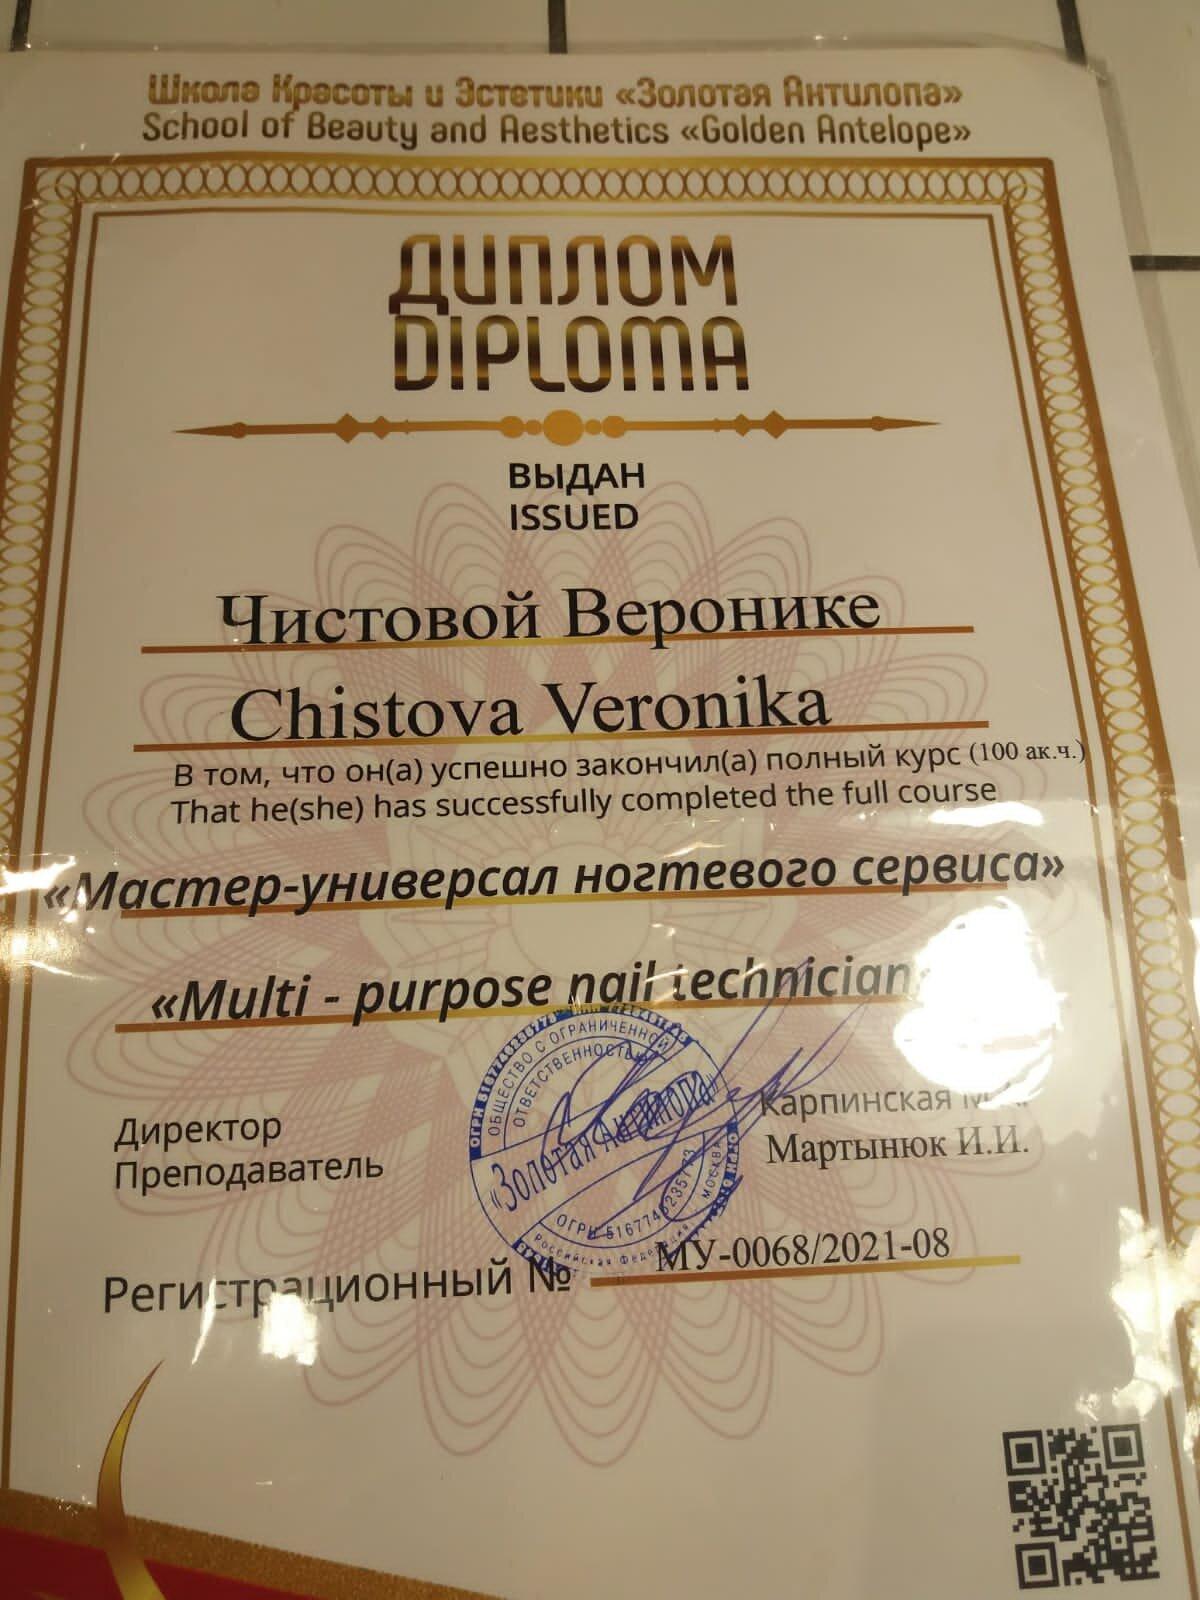 Школа Красоты и Эстетики «Золотая Антилопа»
School of Beauty and Aesthetics «Golden Antelope»
ДИПЛОМ
DIPLOMA
ВЫДАН
ISSUED
Чистовой Веронике
Chistova Veronika
В том, что он(а) успешно закончил(а) полный курс (100 ак.ч.)
That he(she) has successfully completed the full course
«Мастер-универсал ногтевого сервиса»
«Multi - purpose nail technician
ОБЩЕСТВО С ОГРАНИЧЕННОЙ
ОТВЕТСТВЕННОСТЬЮ
«Золотая Антилопа»
МОСКВА
Российская Федерация
Директор
Карпинская
Преподаватель
Мартынюк И.И.
Регистрационный № МУ-0068/2021-08